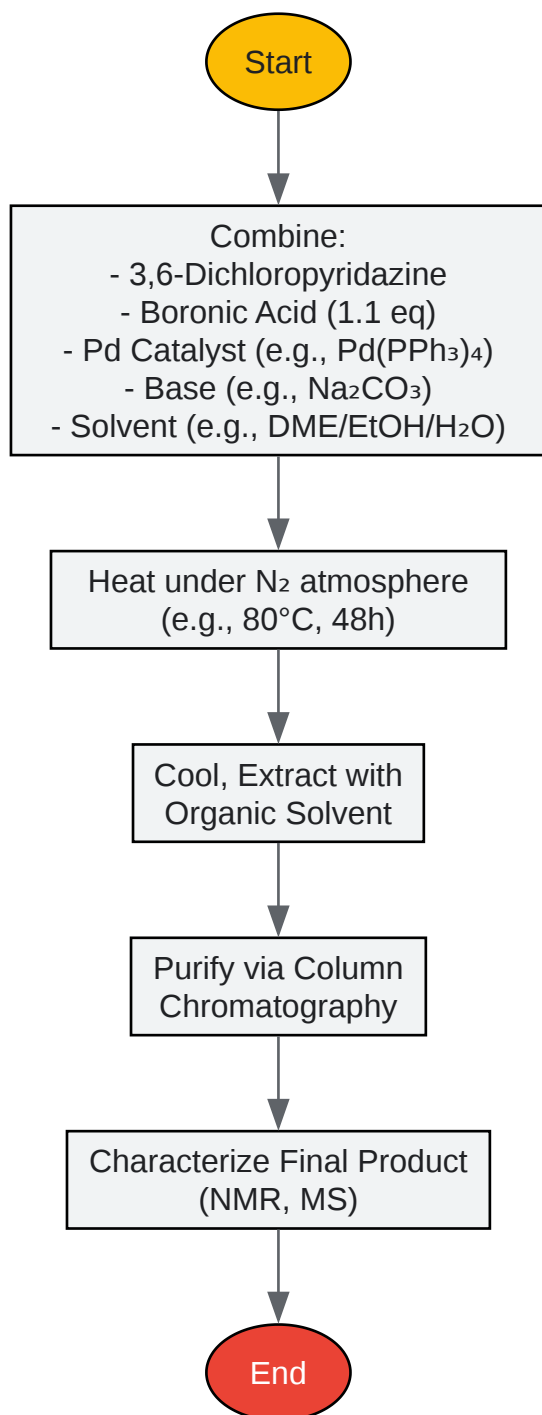 Start
Combine:
- 3,6-Dichloropyridazine
- Boronic Acid (1.1 eq)
- Pd Catalyst (e.g., Pd(PPh₃)₄)
- Base (e.g., Na₂CO₃)
- Solvent (e.g., DME/EtOH/H₂O)
Heat under N₂ atmosphere
(e.g., 80°C, 48h)
Cool, Extract with
Organic Solvent
Purify via Column
Chromatography
Characterize Final Product
(NMR, MS)
End